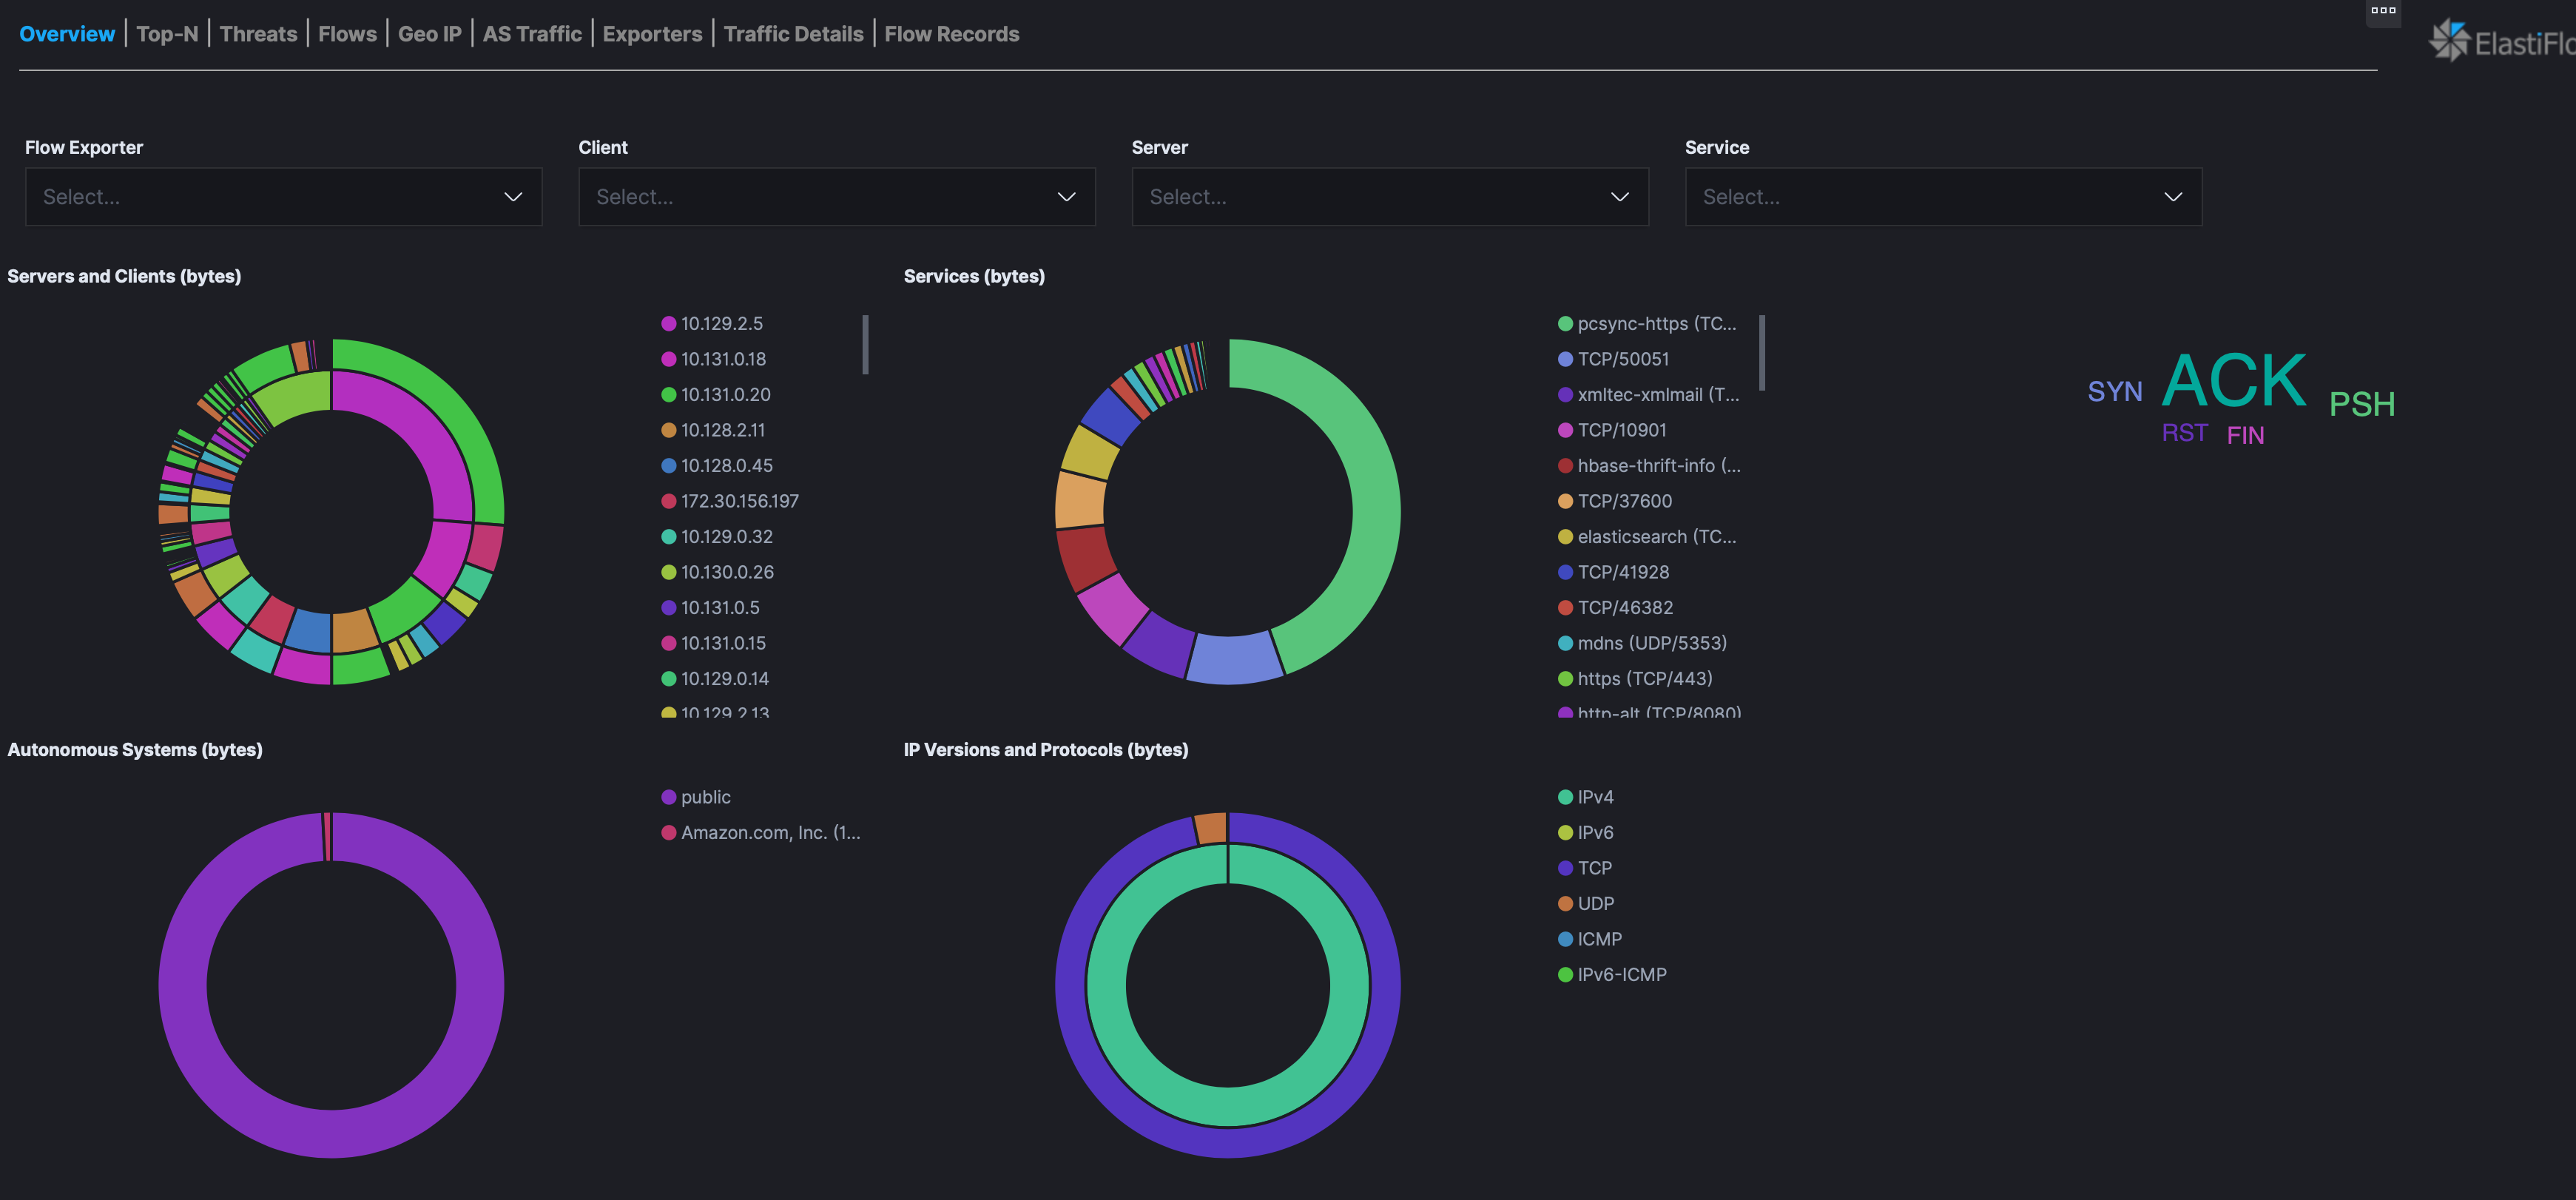 Overview | Top-N | Threats | Flows | Geo IP | AS Traffic | Exporters | Traffic Details | Flow Records
ElastiFlo
Flow Exporter
Client
Server
Service
Select...
Select...
Select...
Select...
Servers and Clients (bytes)
10.129.2.5
10.131.0.18
10.131.0.20
10.128.2.11
10.128.0.45
172.30.156.197
10.129.0.32
10.130.0.26
10.131.0.5
10.131.0.15
10.129.0.14
10.129.2.13
Services (bytes)
pcsync-https (TC...
TCP/50051
xmltec-xmlmail (T...
TCP/10901
hbase-thrift-info (...
TCP/37600
elasticsearch (TC...
TCP/41928
TCP/46382
mdns (UDP/5353)
https (TCP/443)
http-alt (TCP/8080)
SYN
ACK
PSH
RST
FIN
Autonomous Systems (bytes)
public
Amazon.com, Inc. (1...
IP Versions and Protocols (bytes)
IPv4
IPv6
TCP
UDP
ICMP
IPv6-ICMP